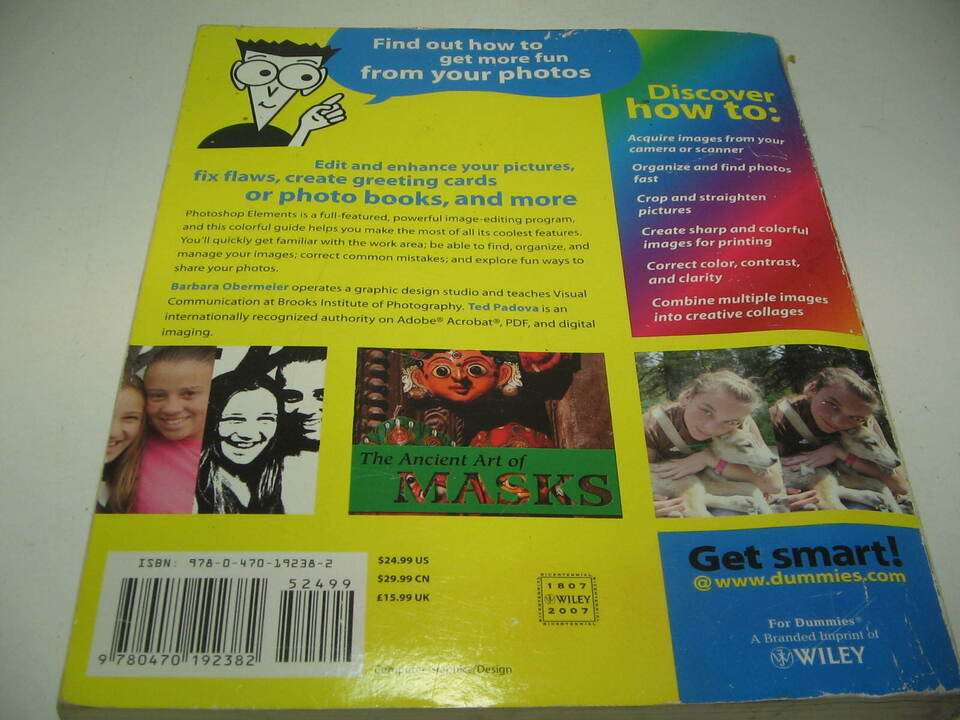 Find out how to
get more fun
from your photos
Discover
how to:
Acquire images from your
camera or scanner
Organize and find photos
fast
Crop and straighten
pictures
Create sharp and colorful
images for printing
Correct color, contrast,
and clarity
Combine multiple images
into creative collages
Edit and enhance your pictures,
fix flaws, create greeting cards
or photo books, and more
Photoshop Elements is a full-featured, powerful image-editing program,
and this colorful guide helps you make the most of all its coolest features.
You'll quickly get familiar with the work area; be able to find, organize, and
manage your images; correct common mistakes; and explore fun ways to
share your photos.
Barbara Obermeier operates a graphic design studio and teaches Visual
Communication at Brooks Institute of Photography. Ted Padova is an
internationally recognized authority on Adobe® Acrobat®, PDF, and digital
imaging.
The Ancient Art of
MASKS
ISBN: 978-0-470-19238-2
52499
9 780470 192382
$24.99 US
$29.99 CN
£15.99 UK
BICENTENNIAL
1807
WILEY
2007
BICENTENNIAL
BICENTENNIAL
BICENTENNIAL
Computer Graphics/Design
Get smart!
@www.dummies.com
For Dummies®
A Branded Imprint of
WILEY